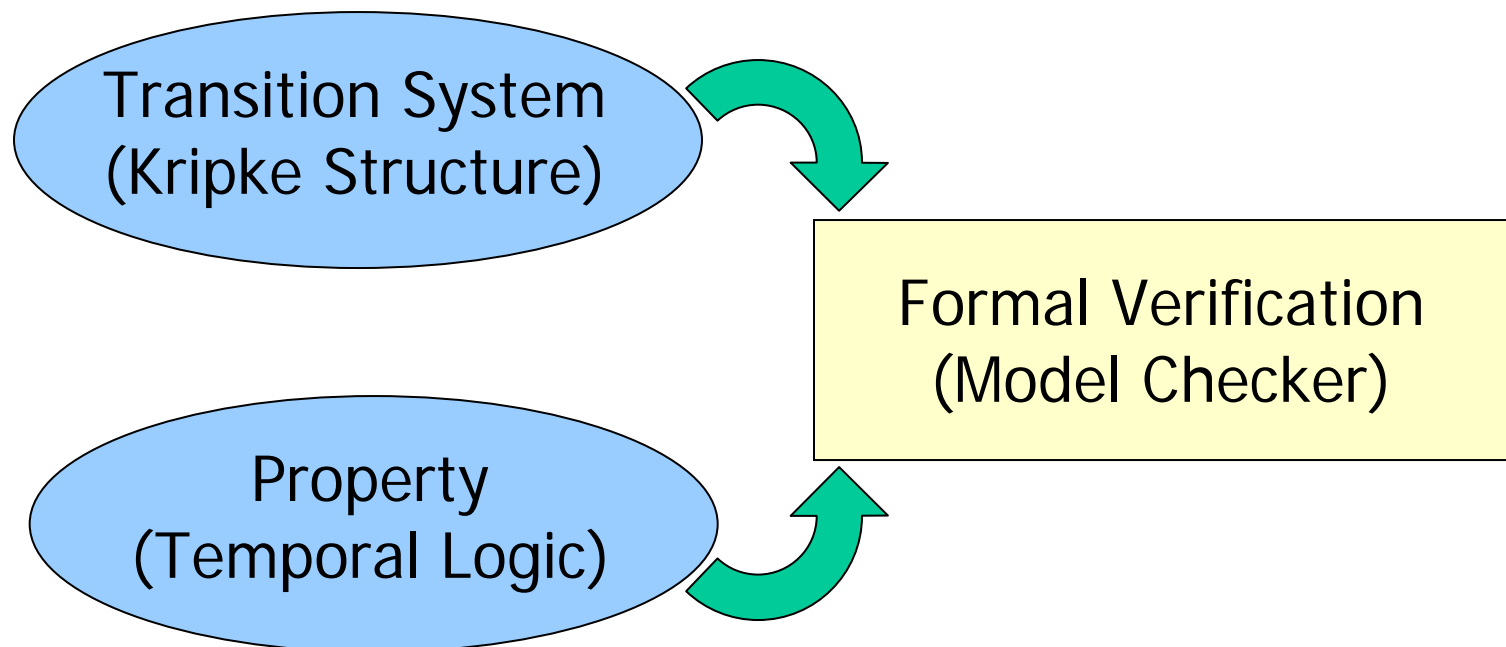 Transition System
(Kripke Structure)
Formal Verification
(Model Checker)
Property
(Temporal Logic)